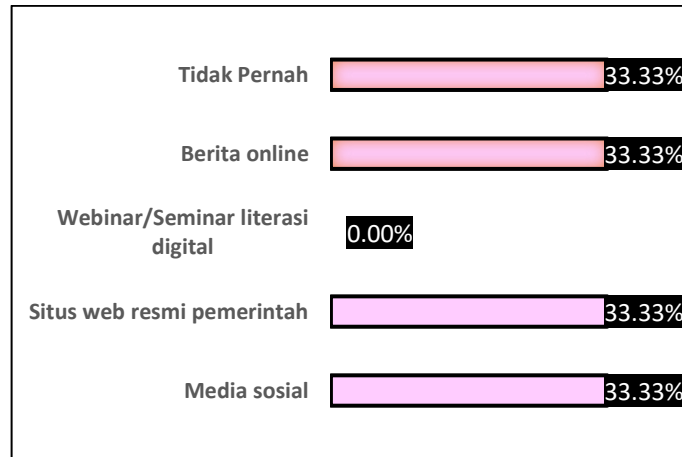 Tidak Pernah
33.33%
Berita online
33.33%
Webinar/Seminar literasi
digital
0.00%
Situs web resmi pemerintah
33.33%
Media sosial
33.33%